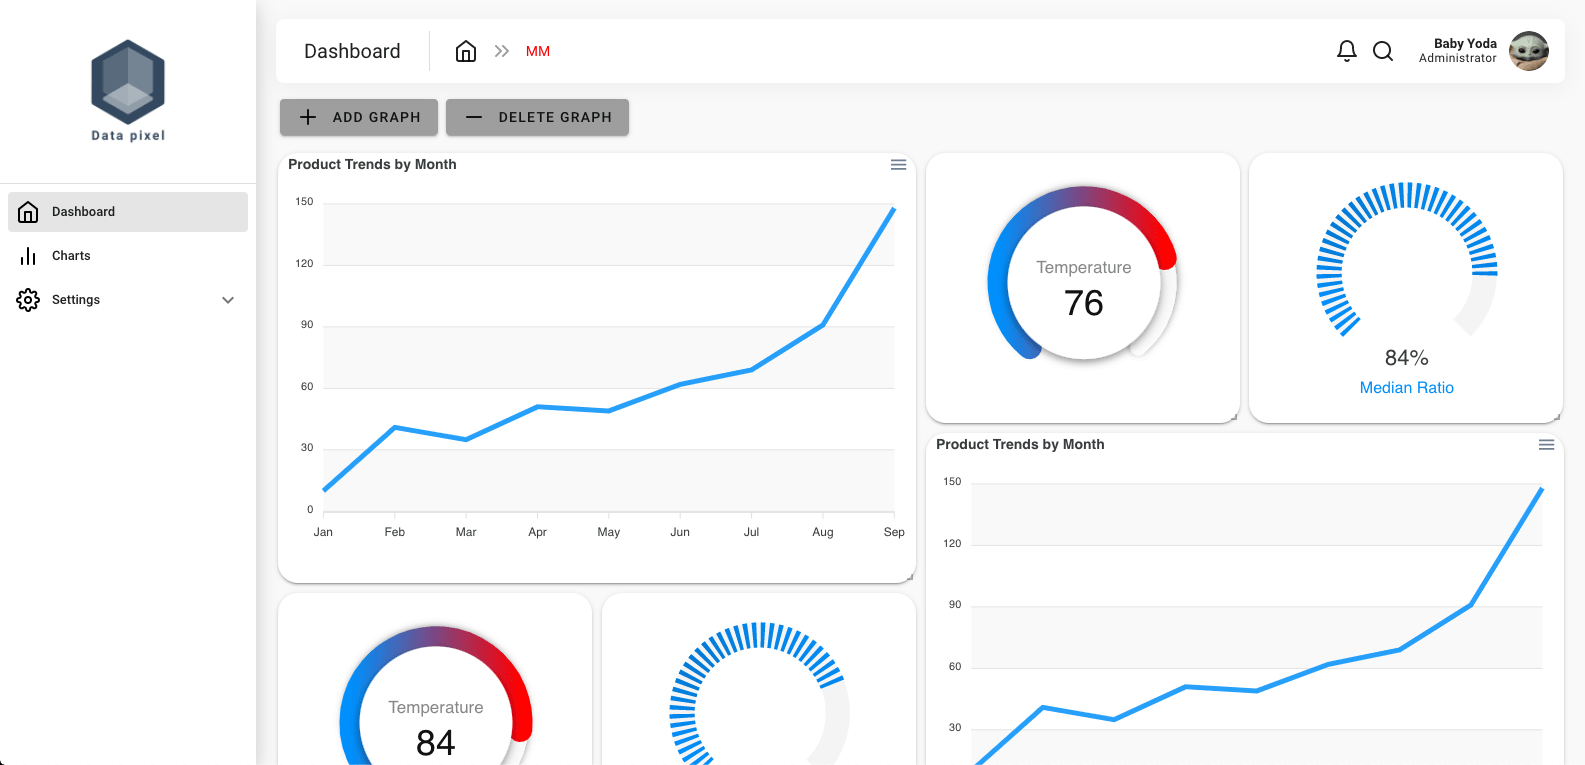 Data pixel
Dashboard
Charts
Settings
Dashboard
MM
Baby Yoda
Administrator
ADD GRAPH
DELETE GRAPH
Product Trends by Month
150
120
90
60
30
0
Jan Feb Mar Apr May Jun Jul Aug Sep
Temperature
76
84%
Median Ratio
Product Trends by Month
150
120
90
60
30
Temperature
84